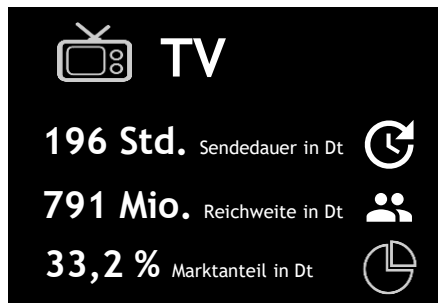 TV
196 Std. Sendedauer in Dt
791 Mio. Reichweite in Dt
33,2 % Marktanteil in Dt